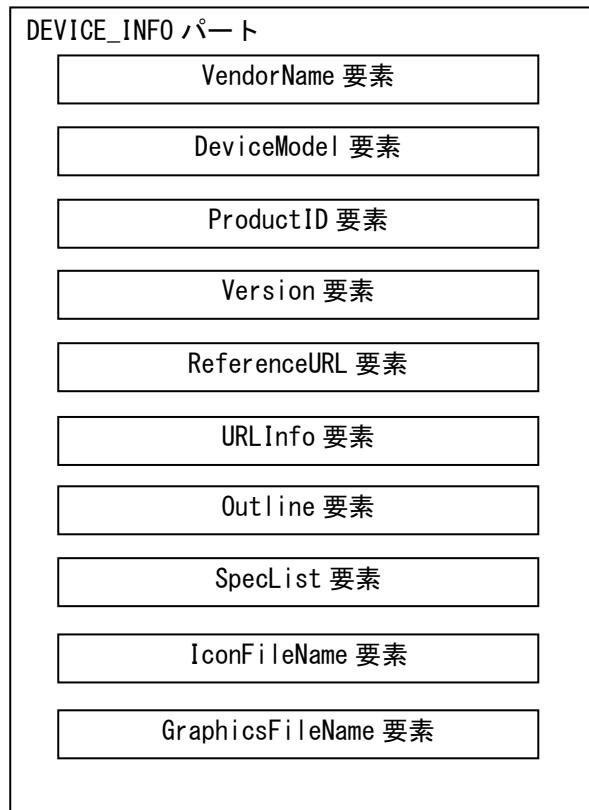 DEVICE_INFO パート
VendorName 要素
DeviceModel 要素
ProductID 要素
Version 要素
ReferenceURL 要素
URLInfo 要素
Outline 要素
SpecList 要素
IconFileName 要素
GraphicsFileName 要素